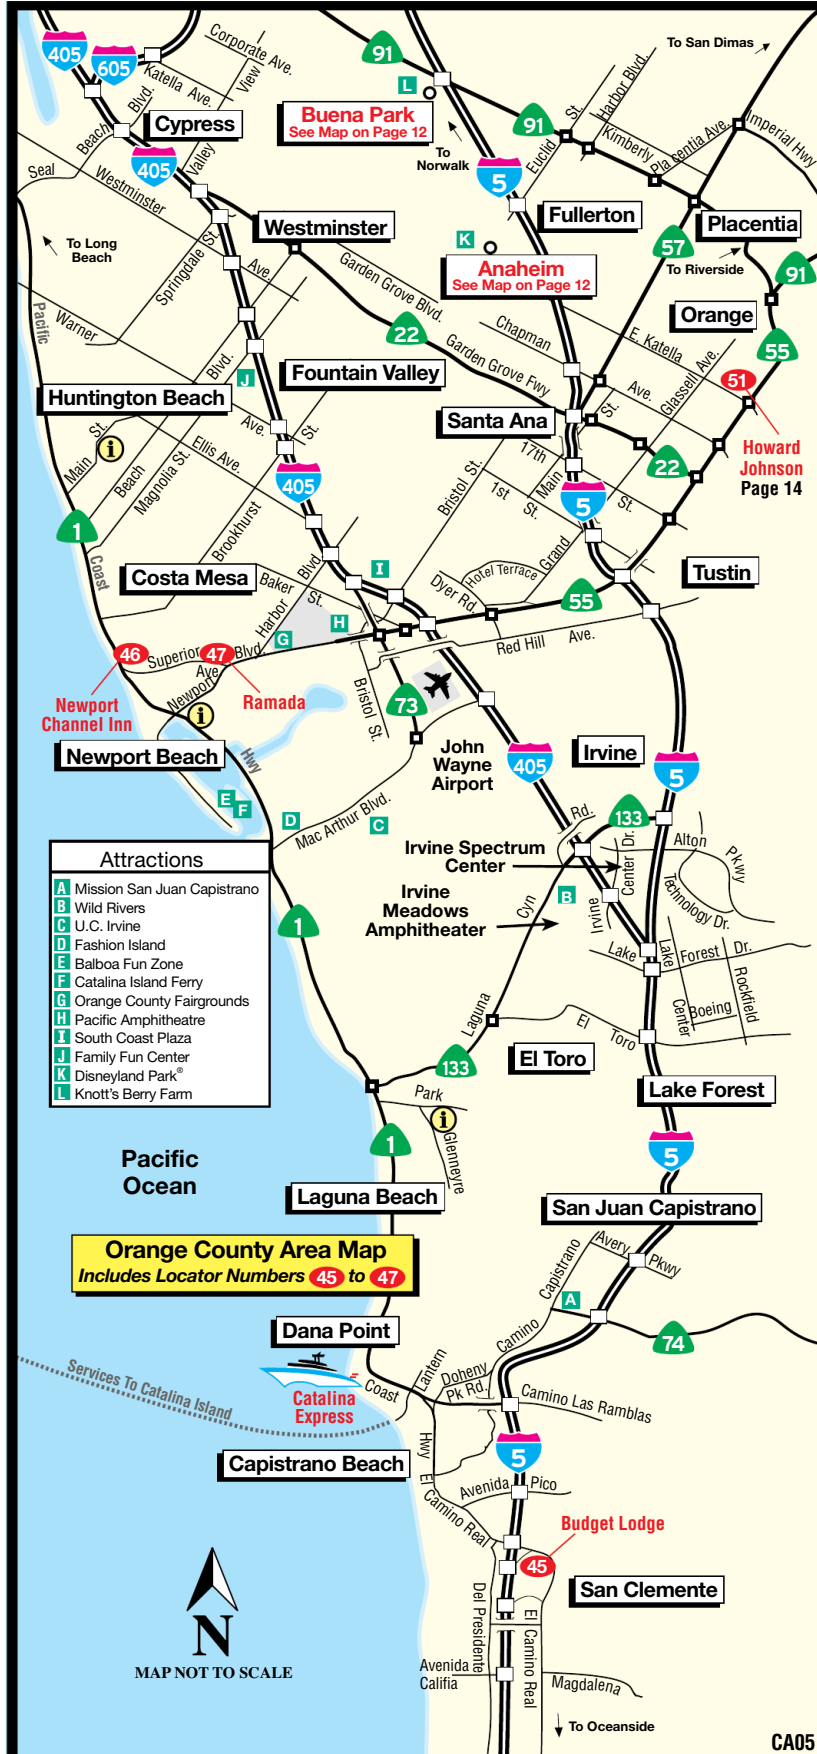 405
605
Corporate Ave.
Katella Ave.
View
Valley
91
To San Dimas
L
Buena Park
See Map on Page 12
Cypress
Beach Blvd.
405
Seal
Westminster
Ave.
To
Norwalk
91
Euclid St.
Harbor Blvd.
Kimberly
Placentia Ave.
Imperial Hwy
5
Westminster
Fullerton
Placentia
To Long
Beach
Springdale St.
K
Anaheim
See Map on Page 12
57
To Riverside
91
Garden Grove Blvd.
Pacific
Warner
Ave.
22
Chapman
Ave.
E. Katella
Orange
55
Garden Grove Fwy
Glassell Ave.
51
Howard
Johnson
Page 14
J
Fountain Valley
Huntington Beach
Santa Ana
Main St.
i
Ellis Ave.
Beach
Blvd.
Magnolia St.
Brookhurst
St.
405
Bristol St.
17th
St.
Main
St.
1st St.
22
5
1
Coast
Costa Mesa
Harbor
Blvd.
Baker St.
I
Hotel Terrace
Dyer Rd.
Grand
55
Tustin
H
G
Red Hill Ave.
46
47
Superior
Ave.
Newport
Blvd.
Newport
Channel Inn
Ramada
Bristol St.
73
i
Newport Beach
Hwy
John
Wayne
Airport
405
Irvine
5
Rd.
133
E
F
D
C
Mac Arthur Blvd.
Irvine Spectrum
Center
Irvine
Center Dr.
Alton
Pkwy
Technology Dr.
Irvine
Meadows
Amphitheater
Cyn
B
Attractions
A Mission San Juan Capistrano
B Wild Rivers
C U.C. Irvine
D Fashion Island
E Balboa Fun Zone
F Catalina Island Ferry
G Orange County Fairgrounds
H Pacific Amphitheatre
I South Coast Plaza
J Family Fun Center
K Disneyland Park®
L Knott's Berry Farm
1
Lake Forest Dr.
Lake
Center
Boeing
Rockfield
Laguna
El Toro
El Toro
133
Park
i
Glenneyre
Lake Forest
1
5
Pacific
Ocean
Laguna Beach
San Juan Capistrano
Orange County Area Map
Includes Locator Numbers 45 to 47
Capistrano
Avery Pkwy
A
Camino
74
Dana Point
Lantern
Doheny
Pk Rd.
Coast
Hwy
Services To Catalina Island
Catalina
Express
Camino Las Ramblas
5
Capistrano Beach
El Camino Real
Avenida Pico
Budget Lodge
45
San Clemente
N
MAP NOT TO SCALE
Del Presidente
El Camino Real
Avenida
Califia
Magdalena
To Oceanside
CA05